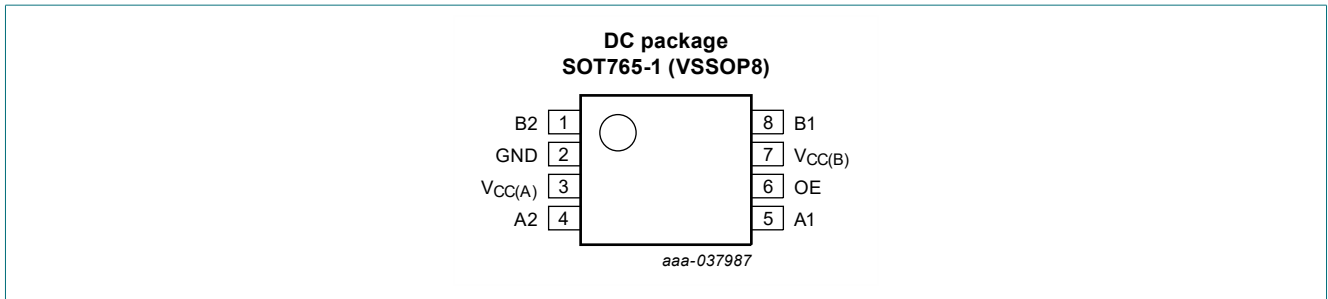 DC package
SOT765-1 (VSSOP8)
B2 1 8 B1
GND 2 7 VCC(B)
VCC(A) 3 6 OE
A2 4 5 A1
aaa-037987